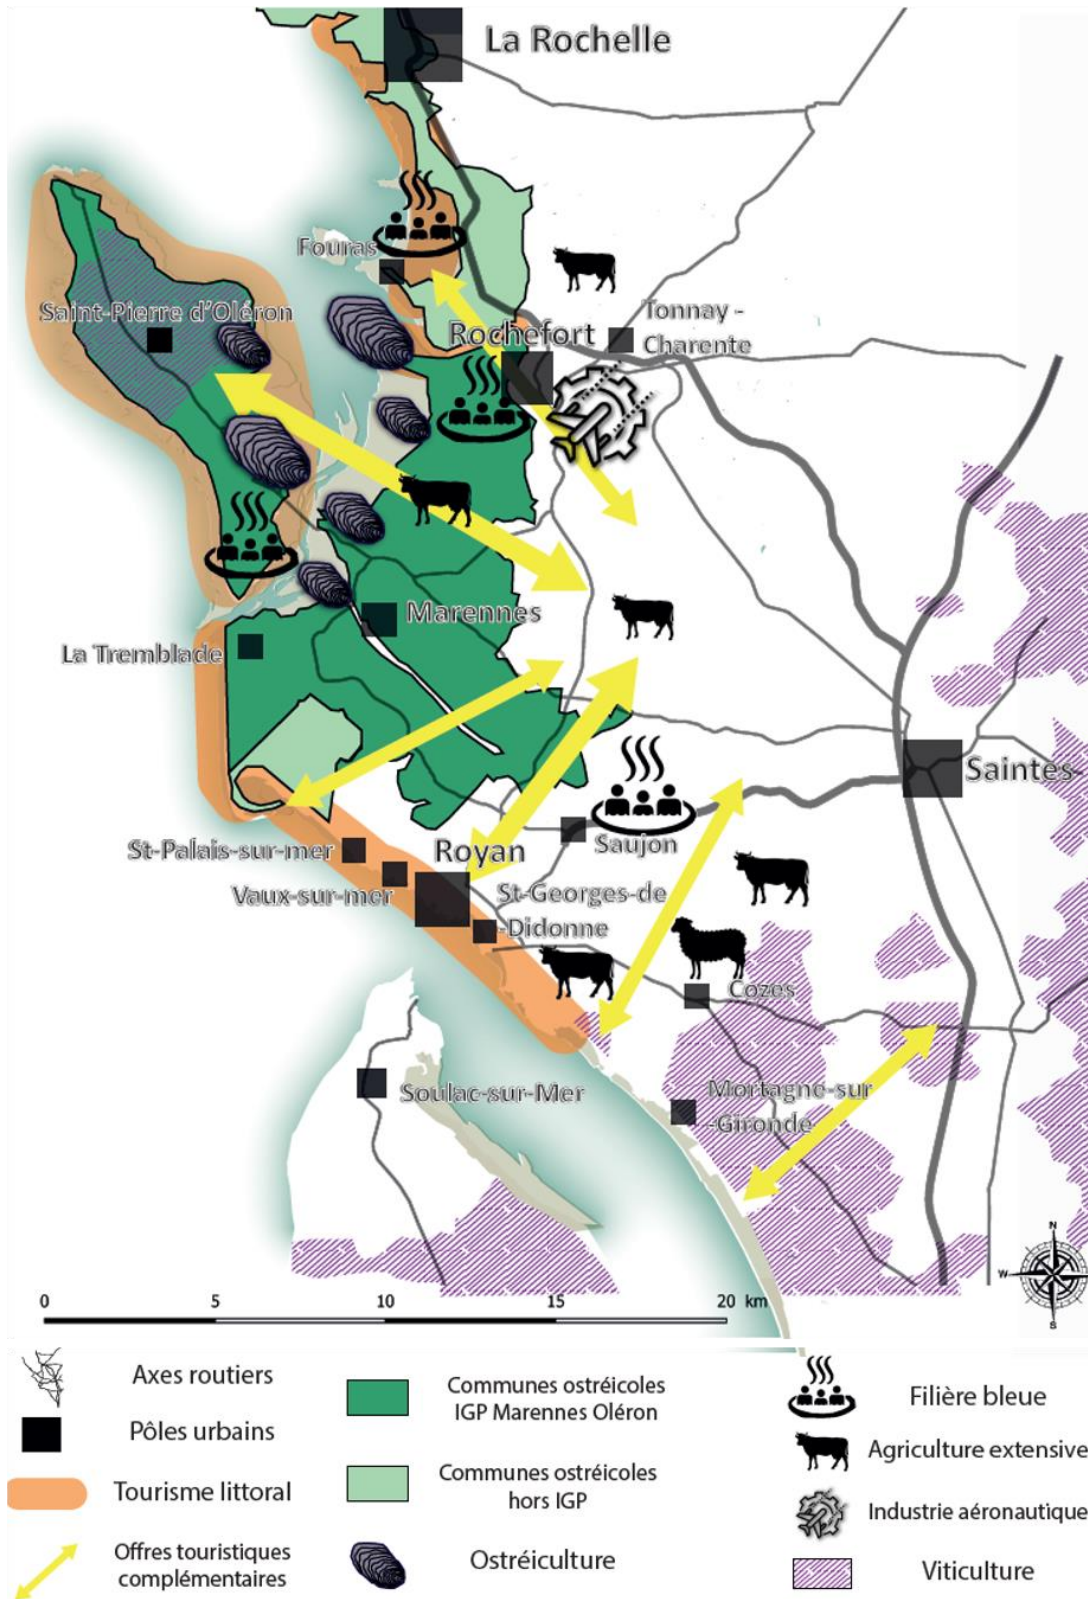 La Rochelle
Fouras
Saint-Pierre d'Oléron
Rochefort
Tonnay -
Charente
Marennes
La Tremblade
Saintes
Saujon
St-Palais-sur-mer
Royan
Vaux-sur-mer
St-Georges-de
-Didonne
Cozes
Soulac-sur-Mer
Mortagne-sur
-Gironde
N
W
S
0 5 10 15 20 km
Axes routiers
Pôles urbains
Tourisme littoral
Offres touristiques
complémentaires
Communes ostréicoles
IGP Marennes Oléron
Communes ostréicoles
hors IGP
Ostréiculture
Filière bleue
Agriculture extensive
Industrie aéronautique
Viticulture